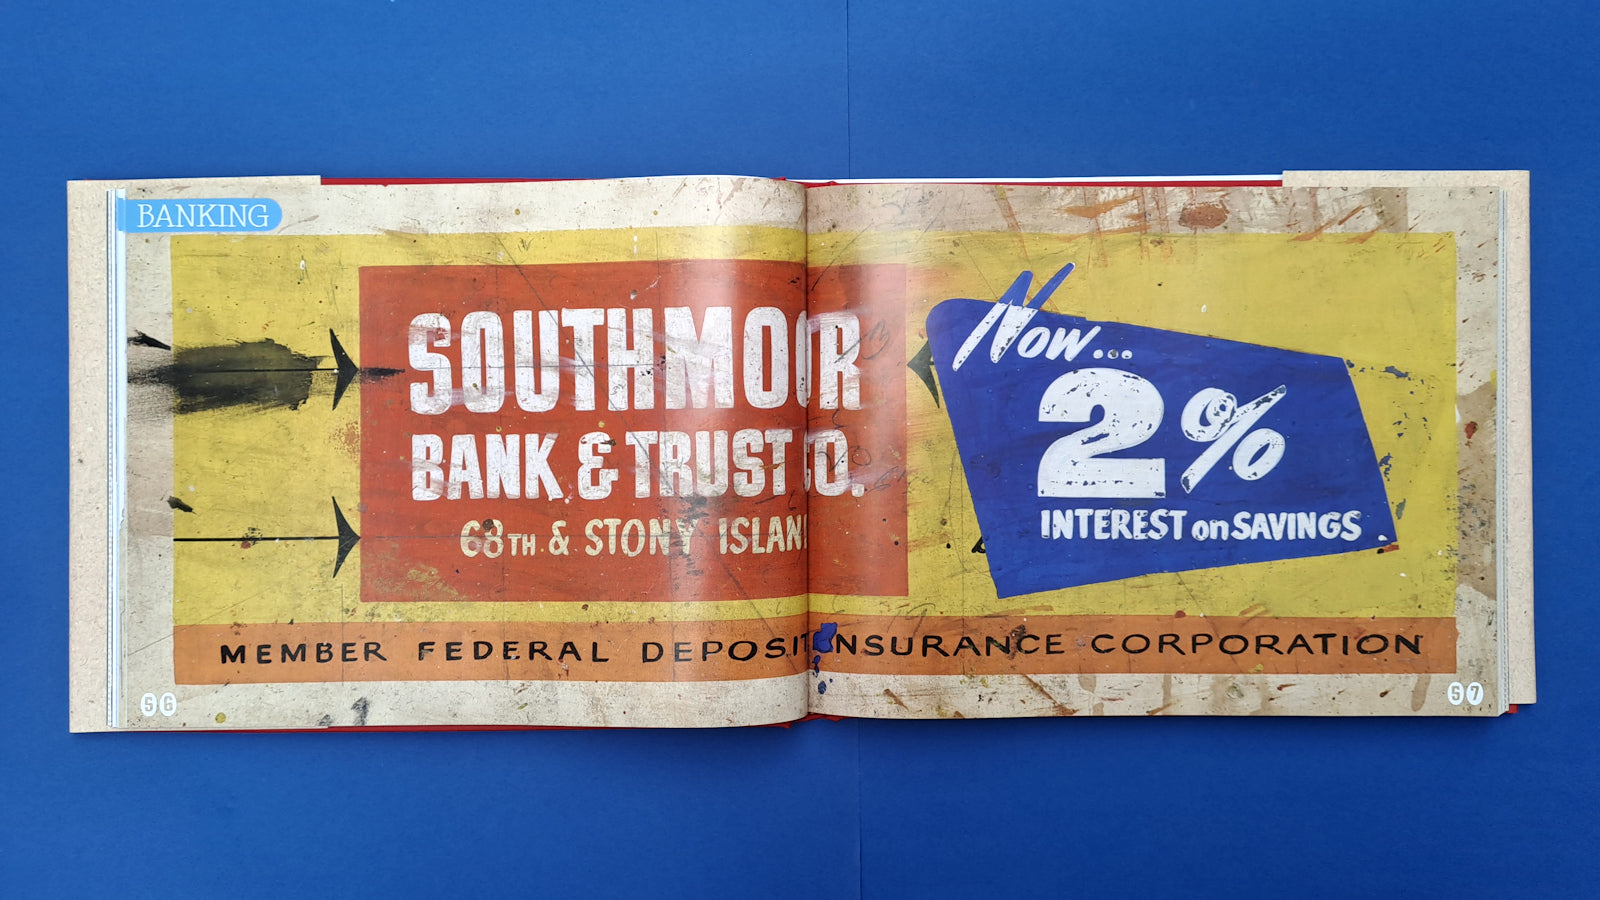 BANKING
SOUTHMOOR
BANK & TRUST CO.
68TH & STONY ISLAN
Now...
2%
INTEREST on SAVINGS
MEMBER FEDERAL DEPOSIT NSURANCE CORPORATION
56
57